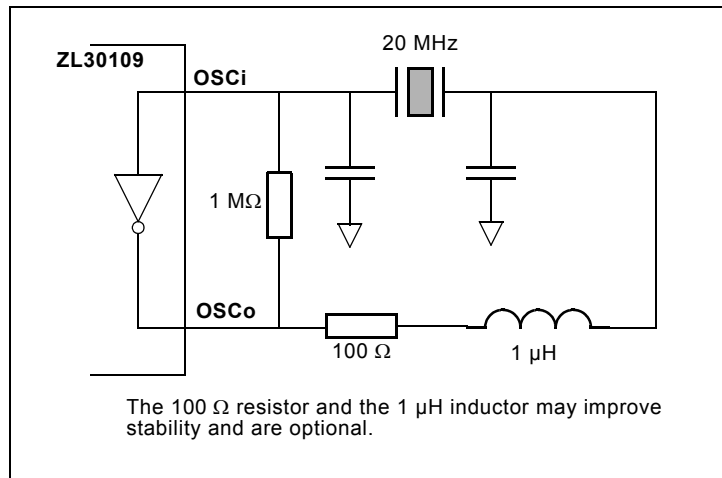 20 MHz
ZL30109
OSCi
1 MΩ
OSCo
100 Ω
1 µH
The 100 Ω resistor and the 1 µH inductor may improve
stability and are optional.